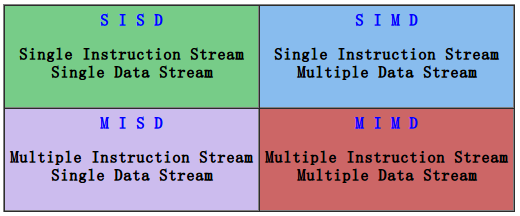 S I S D
Single Instruction Stream
Single Data Stream
S I M D
Single Instruction Stream
Multiple Data Stream
M I S D
Multiple Instruction Stream
Single Data Stream
M I M D
Multiple Instruction Stream
Multiple Data Stream